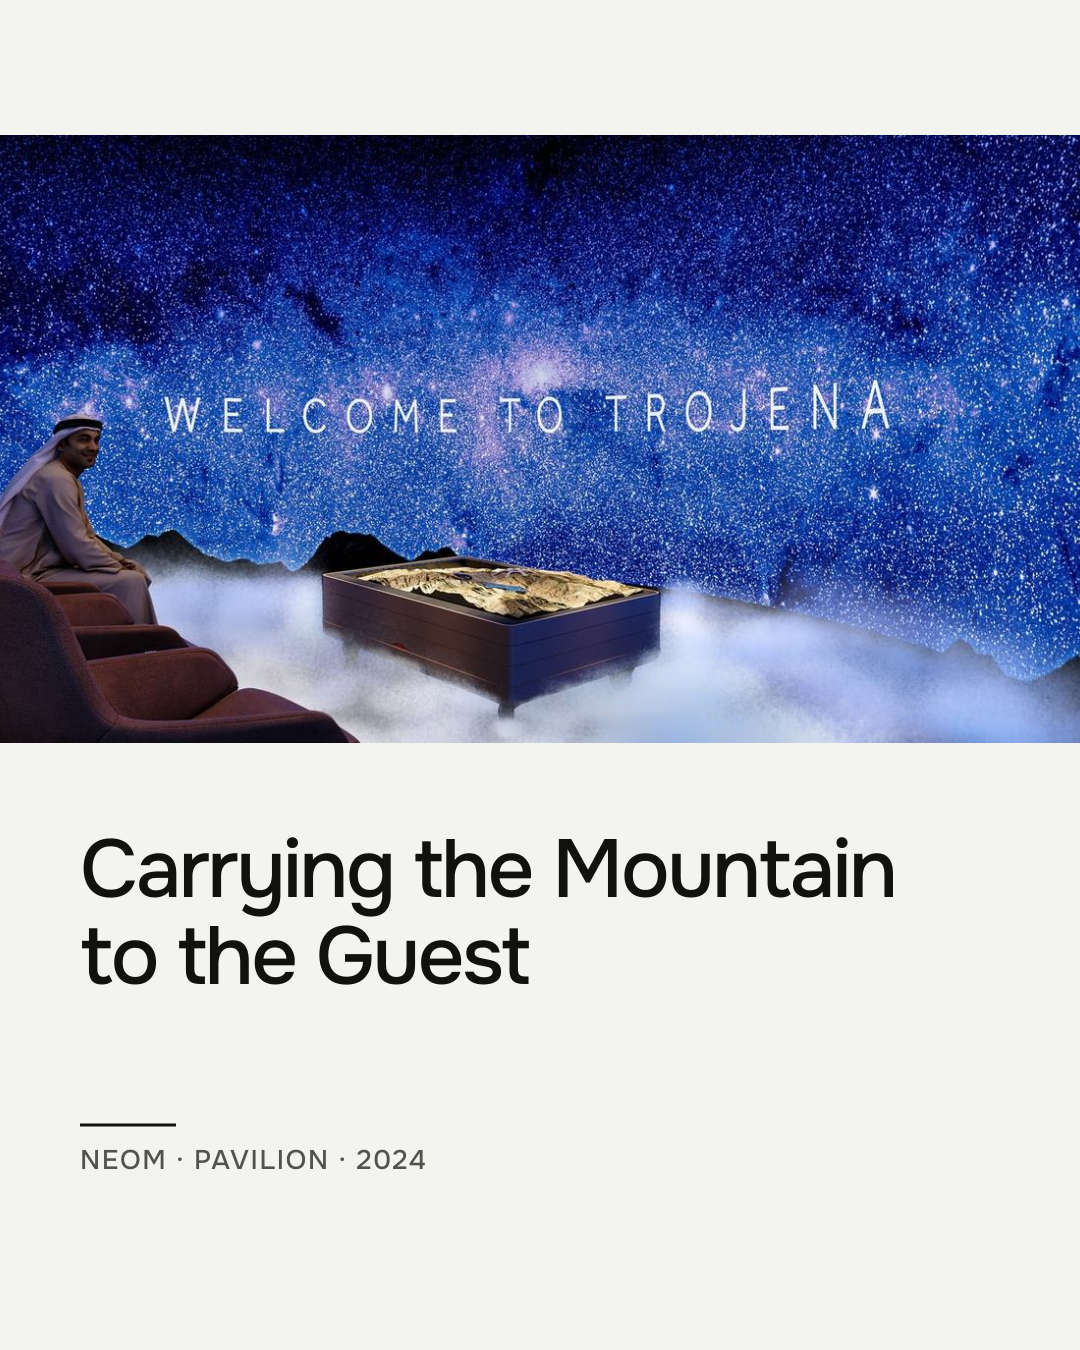 WELCOME TO TROJENA
Carrying the Mountain
to the Guest
NEOM · PAVILION · 2024